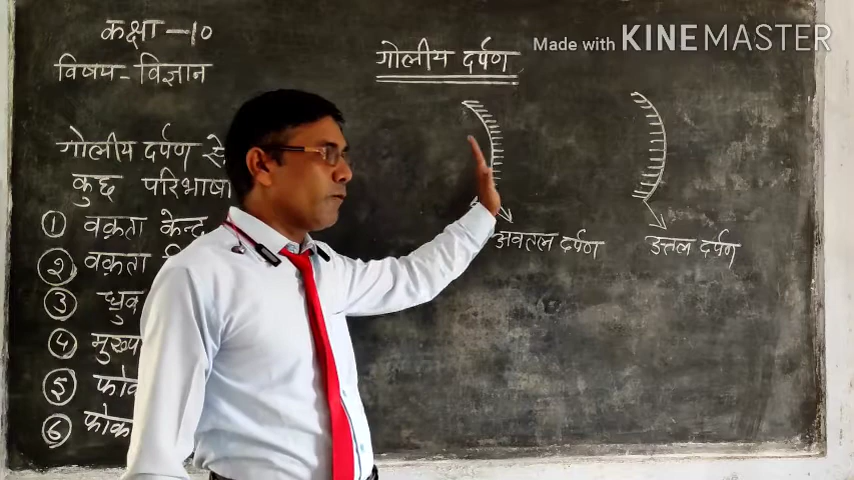 कक्षा — 10
विषय - विज्ञान
गोलीय दर्पण Made with KINEMASTER
गोलीय दर्पण से
कुछ परिभाषा
① वक्रता केन्द्र
② वक्रता
③ ध्रुव
④ मुख्य
⑤
⑥
अवतल दर्पण
उत्तल दर्पण